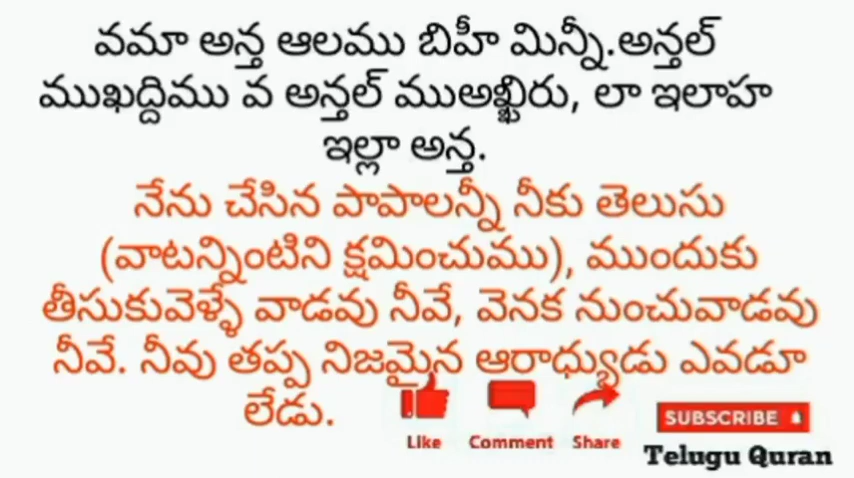 వమా అన్త ఆలము బిహీ మిన్నీ.అన్తల్
ముఖద్దిము వ అన్తల్ ముఅఖ్ఖిరు, లా ఇలాహ
ఇల్లా అన్త.
నేను చేసిన పాపాలన్నీ నీకు తెలుసు
(వాటన్నింటిని క్షమించుము), ముందుకు
తీసుకువెళ్ళే వాడవు నీవే, వెనక నుంచువాడవు
నీవే. నీవు తప్ప నిజమైన ఆరాధ్యుడు ఎవడూ
లేడు.
Like Comment Share
SUBSCRIBE
Telugu Quran